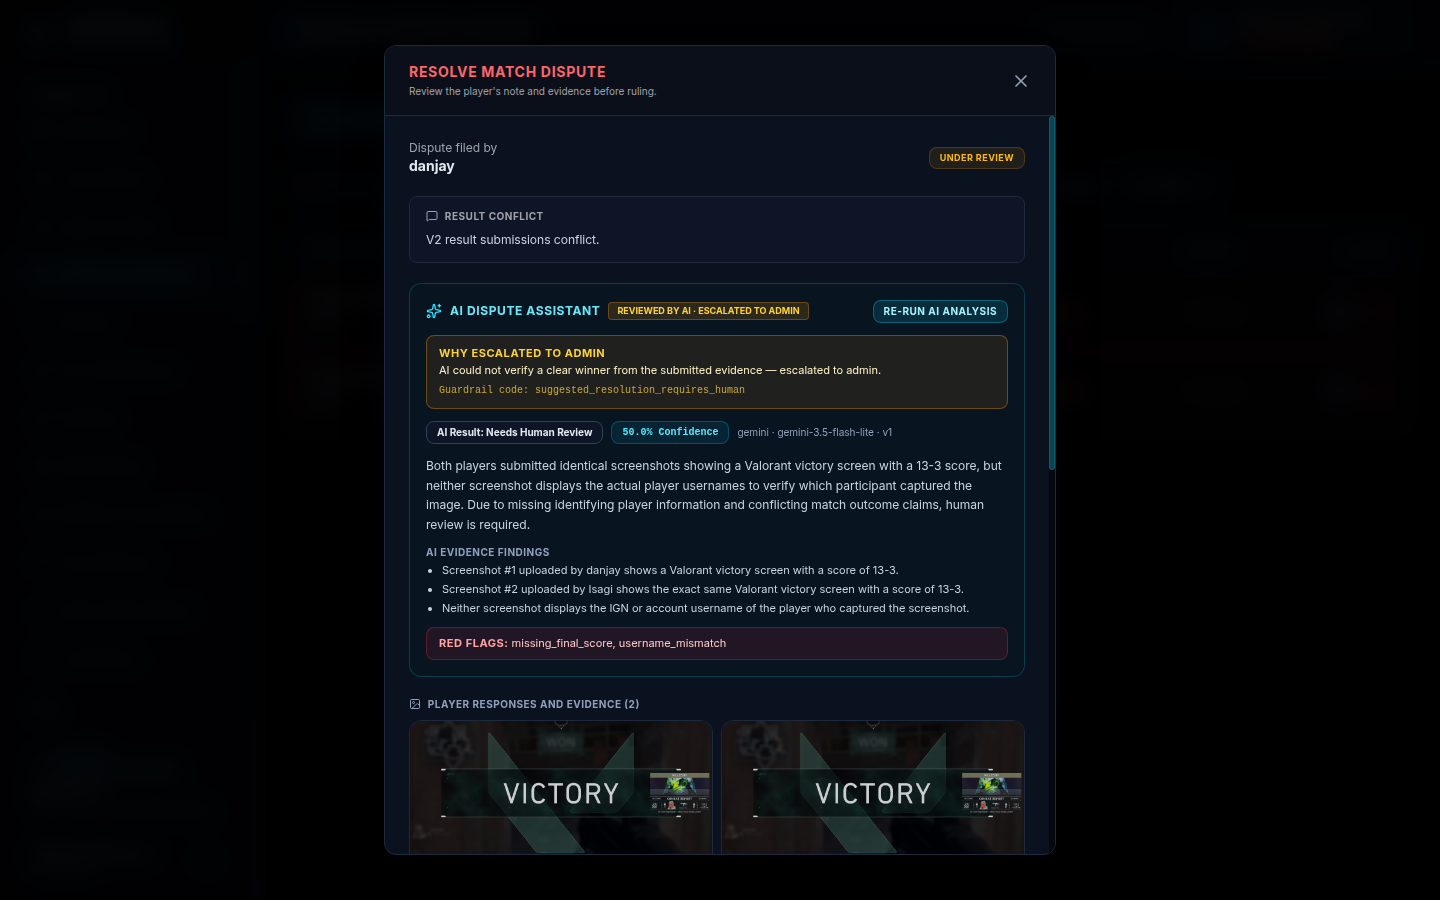 RESOLVE MATCH DISPUTE
Review the player's note and evidence before ruling.
Dispute filed by
danjay
UNDER REVIEW
RESULT CONFLICT
V2 result submissions conflict.
AI DISPUTE ASSISTANT
REVIEWED BY AI · ESCALATED TO ADMIN
RE-RUN AI ANALYSIS
WHY ESCALATED TO ADMIN
AI could not verify a clear winner from the submitted evidence — escalated to admin.
Guardrail code: suggested_resolution_requires_human
AI Result: Needs Human Review
50.0% Confidence
gemini · gemini-3.5-flash-lite · v1
Both players submitted identical screenshots showing a Valorant victory screen with a 13-3 score, but
neither screenshot displays the actual player usernames to verify which participant captured the
image. Due to missing identifying player information and conflicting match outcome claims, human
review is required.
AI EVIDENCE FINDINGS
• Screenshot #1 uploaded by danjay shows a Valorant victory screen with a score of 13-3.
• Screenshot #2 uploaded by Isagi shows the exact same Valorant victory screen with a score of 13-3.
• Neither screenshot displays the IGN or account username of the player who captured the screenshot.
RED FLAGS: missing_final_score, username_mismatch
PLAYER RESPONSES AND EVIDENCE (2)
WON
VICTORY
WON
VICTORY